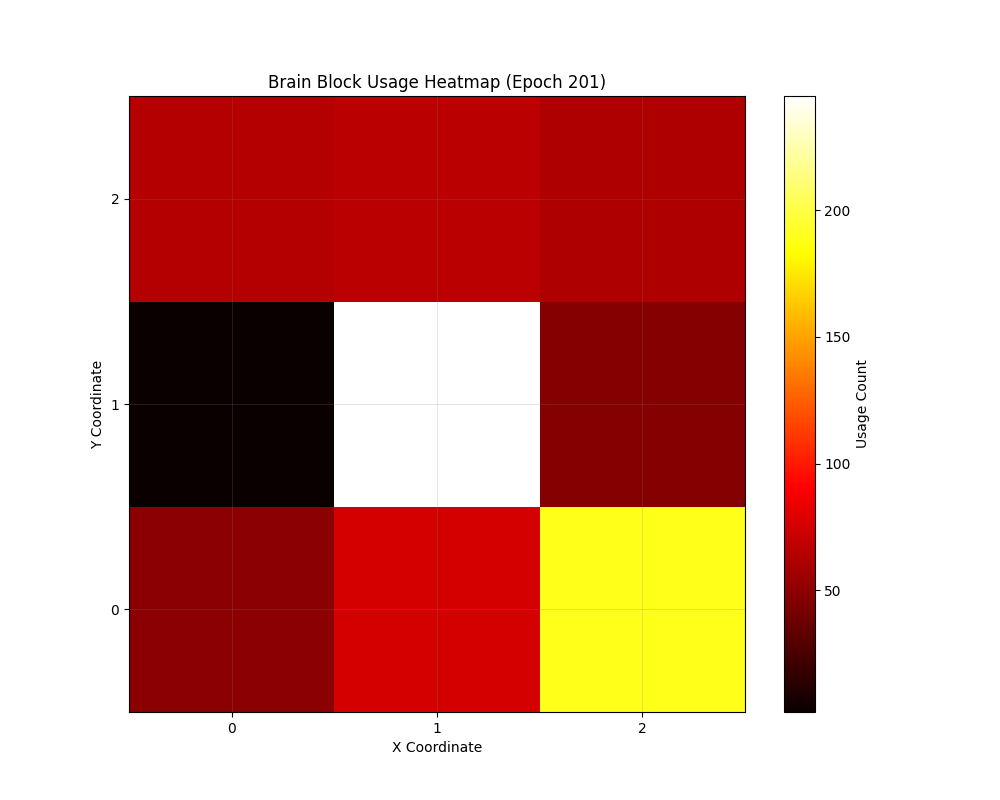 Brain Block Usage Heatmap (Epoch 201)
2
1
0
Y Coordinate
0 1 2
X Coordinate
200
150
100
50
Usage Count